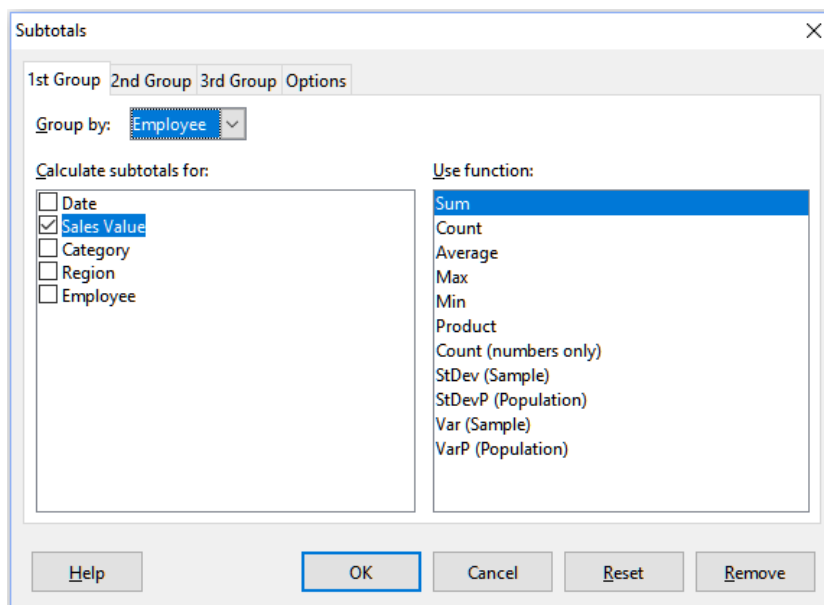 Subtotals
1st Group 2nd Group 3rd Group Options
Group by: Employee
Calculate subtotals for:
Date
Sales Value
Category
Region
Employee
Use function:
Sum
Count
Average
Max
Min
Product
Count (numbers only)
StDev (Sample)
StDevP (Population)
Var (Sample)
VarP (Population)
Help OK Cancel Reset Remove